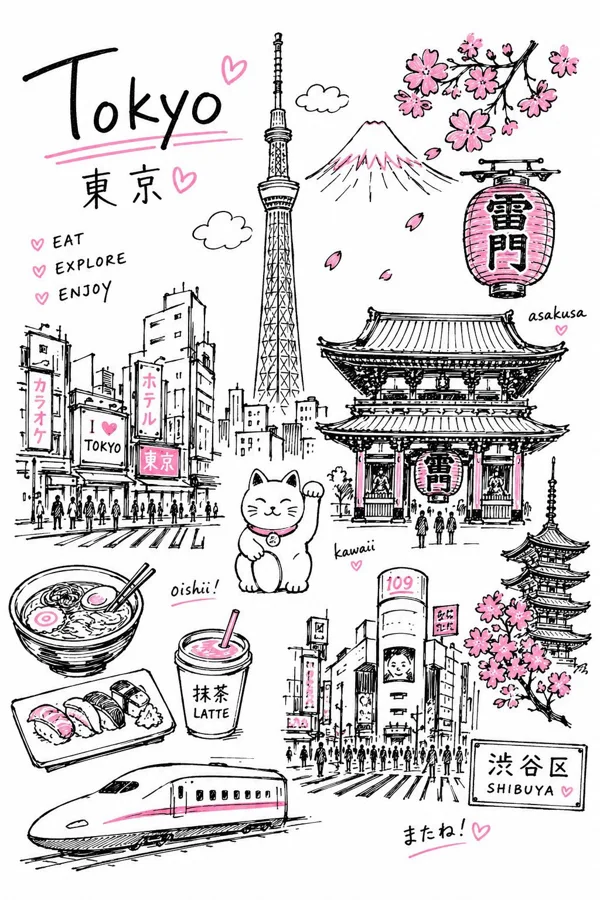 Tokyo
東京
EAT
EXPLORE
ENJOY
雷門
asakusa
カラオケ
ホテル
I ♥
TOKYO
東京
雷門
kawaii
oishii!
109
抹茶
LATTE
渋谷区
SHIBUYA
またね!